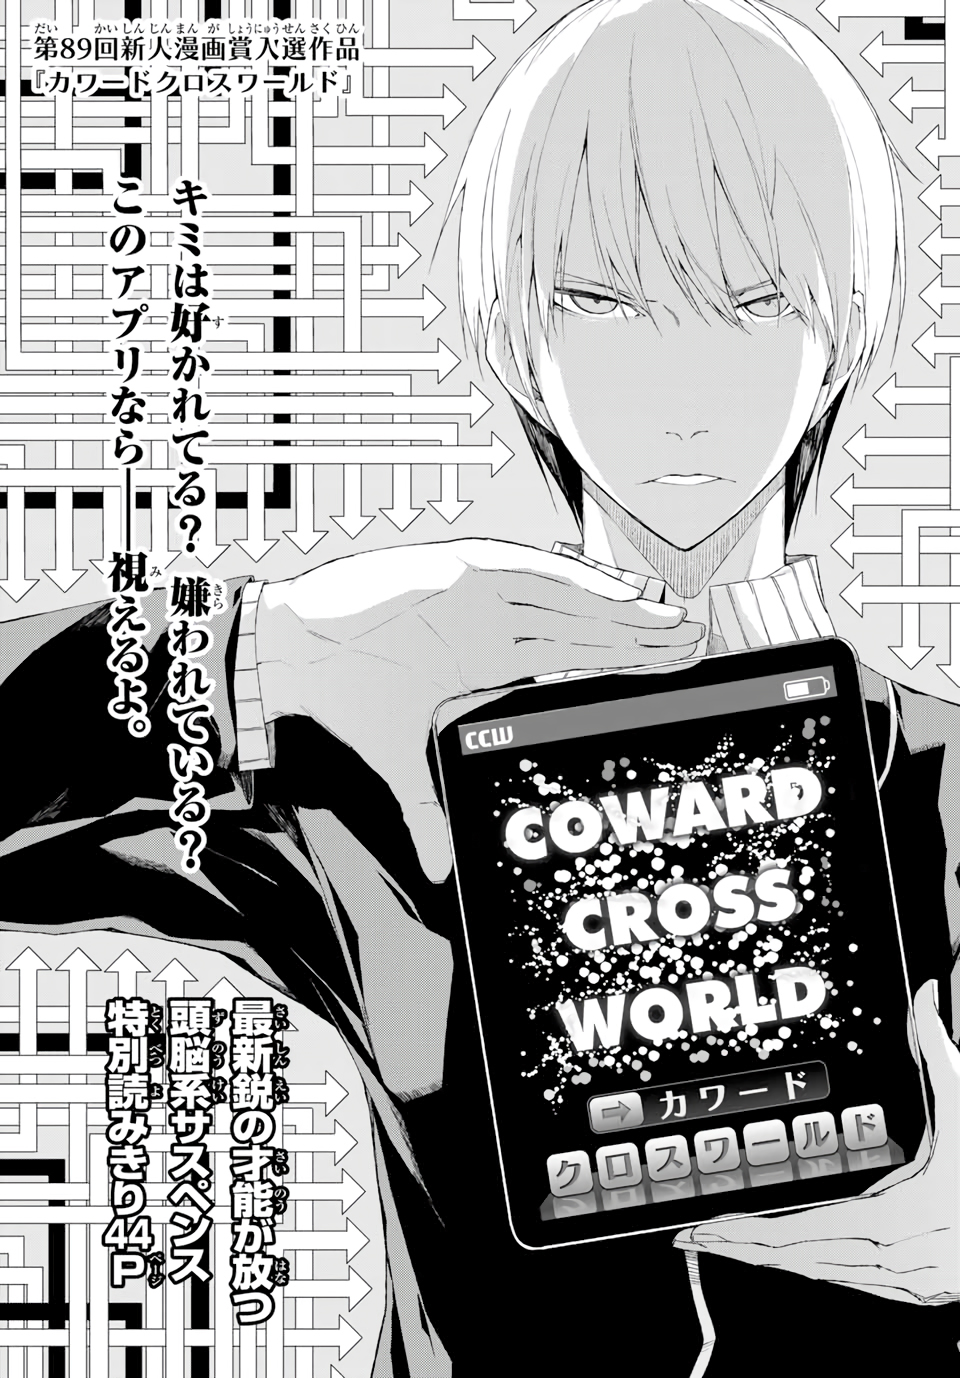 第89回新人漫画賞入選作品
『カワードクロスワールド』
キミは好かれてる？ 嫌われている？
このアプリなら――視えるよ。
CCW
COWARD
CROSS
WORLD
⇨ カワード
クロスワールド
最新鋭の才能が放つ
頭脳系サスペンス
特別読みきり44P